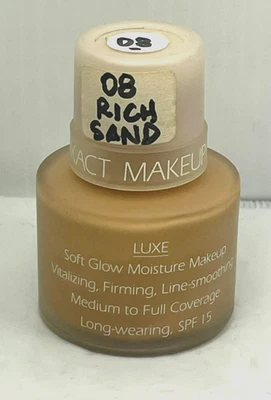 08
08
RICH
SAND
XACT MAKEUP
LUXE
Soft Glow Moisture Makeup
Vitalizing, Firming, Line-smoothing
Medium to Full Coverage
Long-wearing, SPF 15